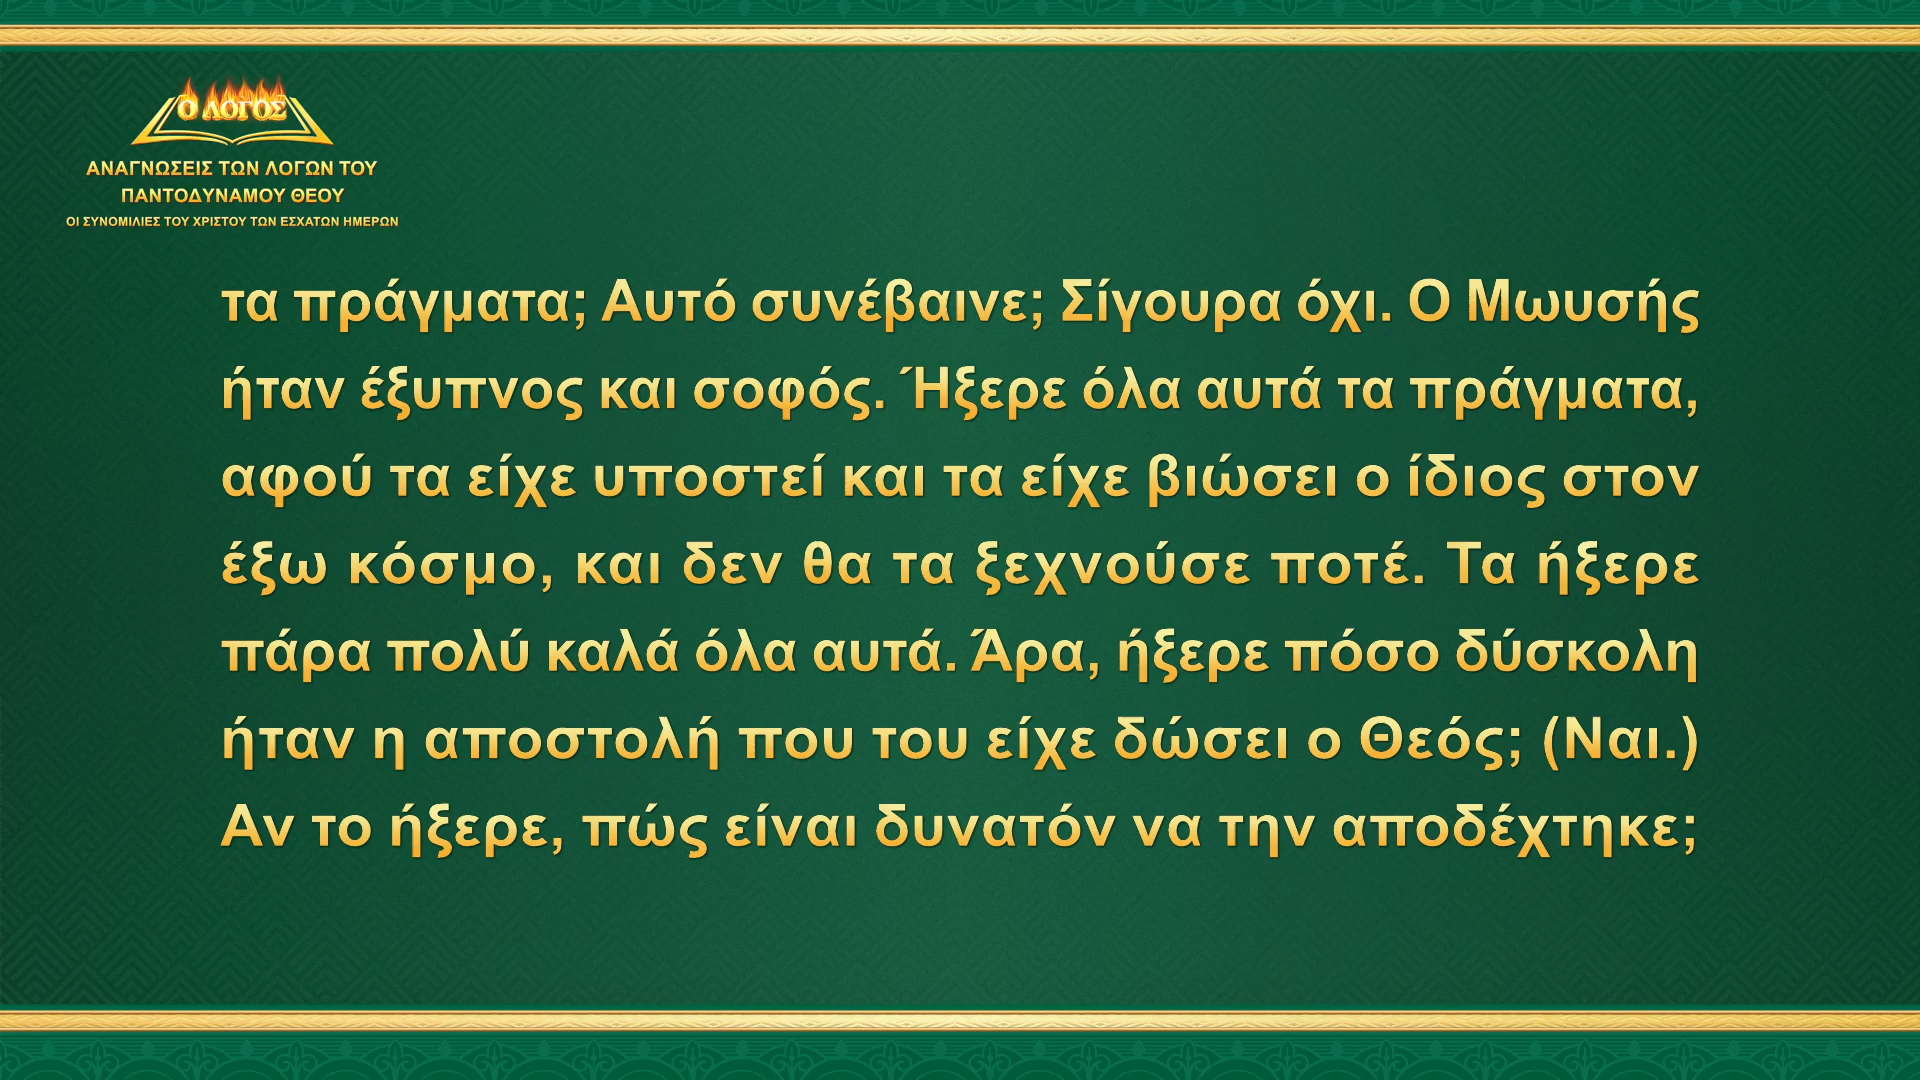 Ο ΛΟΓΟΣ
ΑΝΑΓΝΩΣΕΙΣ ΤΩΝ ΛΟΓΩΝ ΤΟΥ
ΠΑΝΤΟΔΥΝΑΜΟΥ ΘΕΟΥ
ΟΙ ΣΥΝΟΜΙΛΙΕΣ ΤΟΥ ΧΡΙΣΤΟΥ ΤΩΝ ΕΣΧΑΤΩΝ ΗΜΕΡΩΝ
τα πράγματα; Αυτό συνέβαινε; Σίγουρα όχι. Ο Μωυσής
ήταν έξυπνος και σοφός. Ήξερε όλα αυτά τα πράγματα,
αφού τα είχε υποστεί και τα είχε βιώσει ο ίδιος στον
έξω κόσμο, και δεν θα τα ξεχνούσε ποτέ. Τα ήξερε
πάρα πολύ καλά όλα αυτά. Άρα, ήξερε πόσο δύσκολη
ήταν η αποστολή που του είχε δώσει ο Θεός; (Ναι.)
Αν το ήξερε, πώς είναι δυνατόν να την αποδέχτηκε;